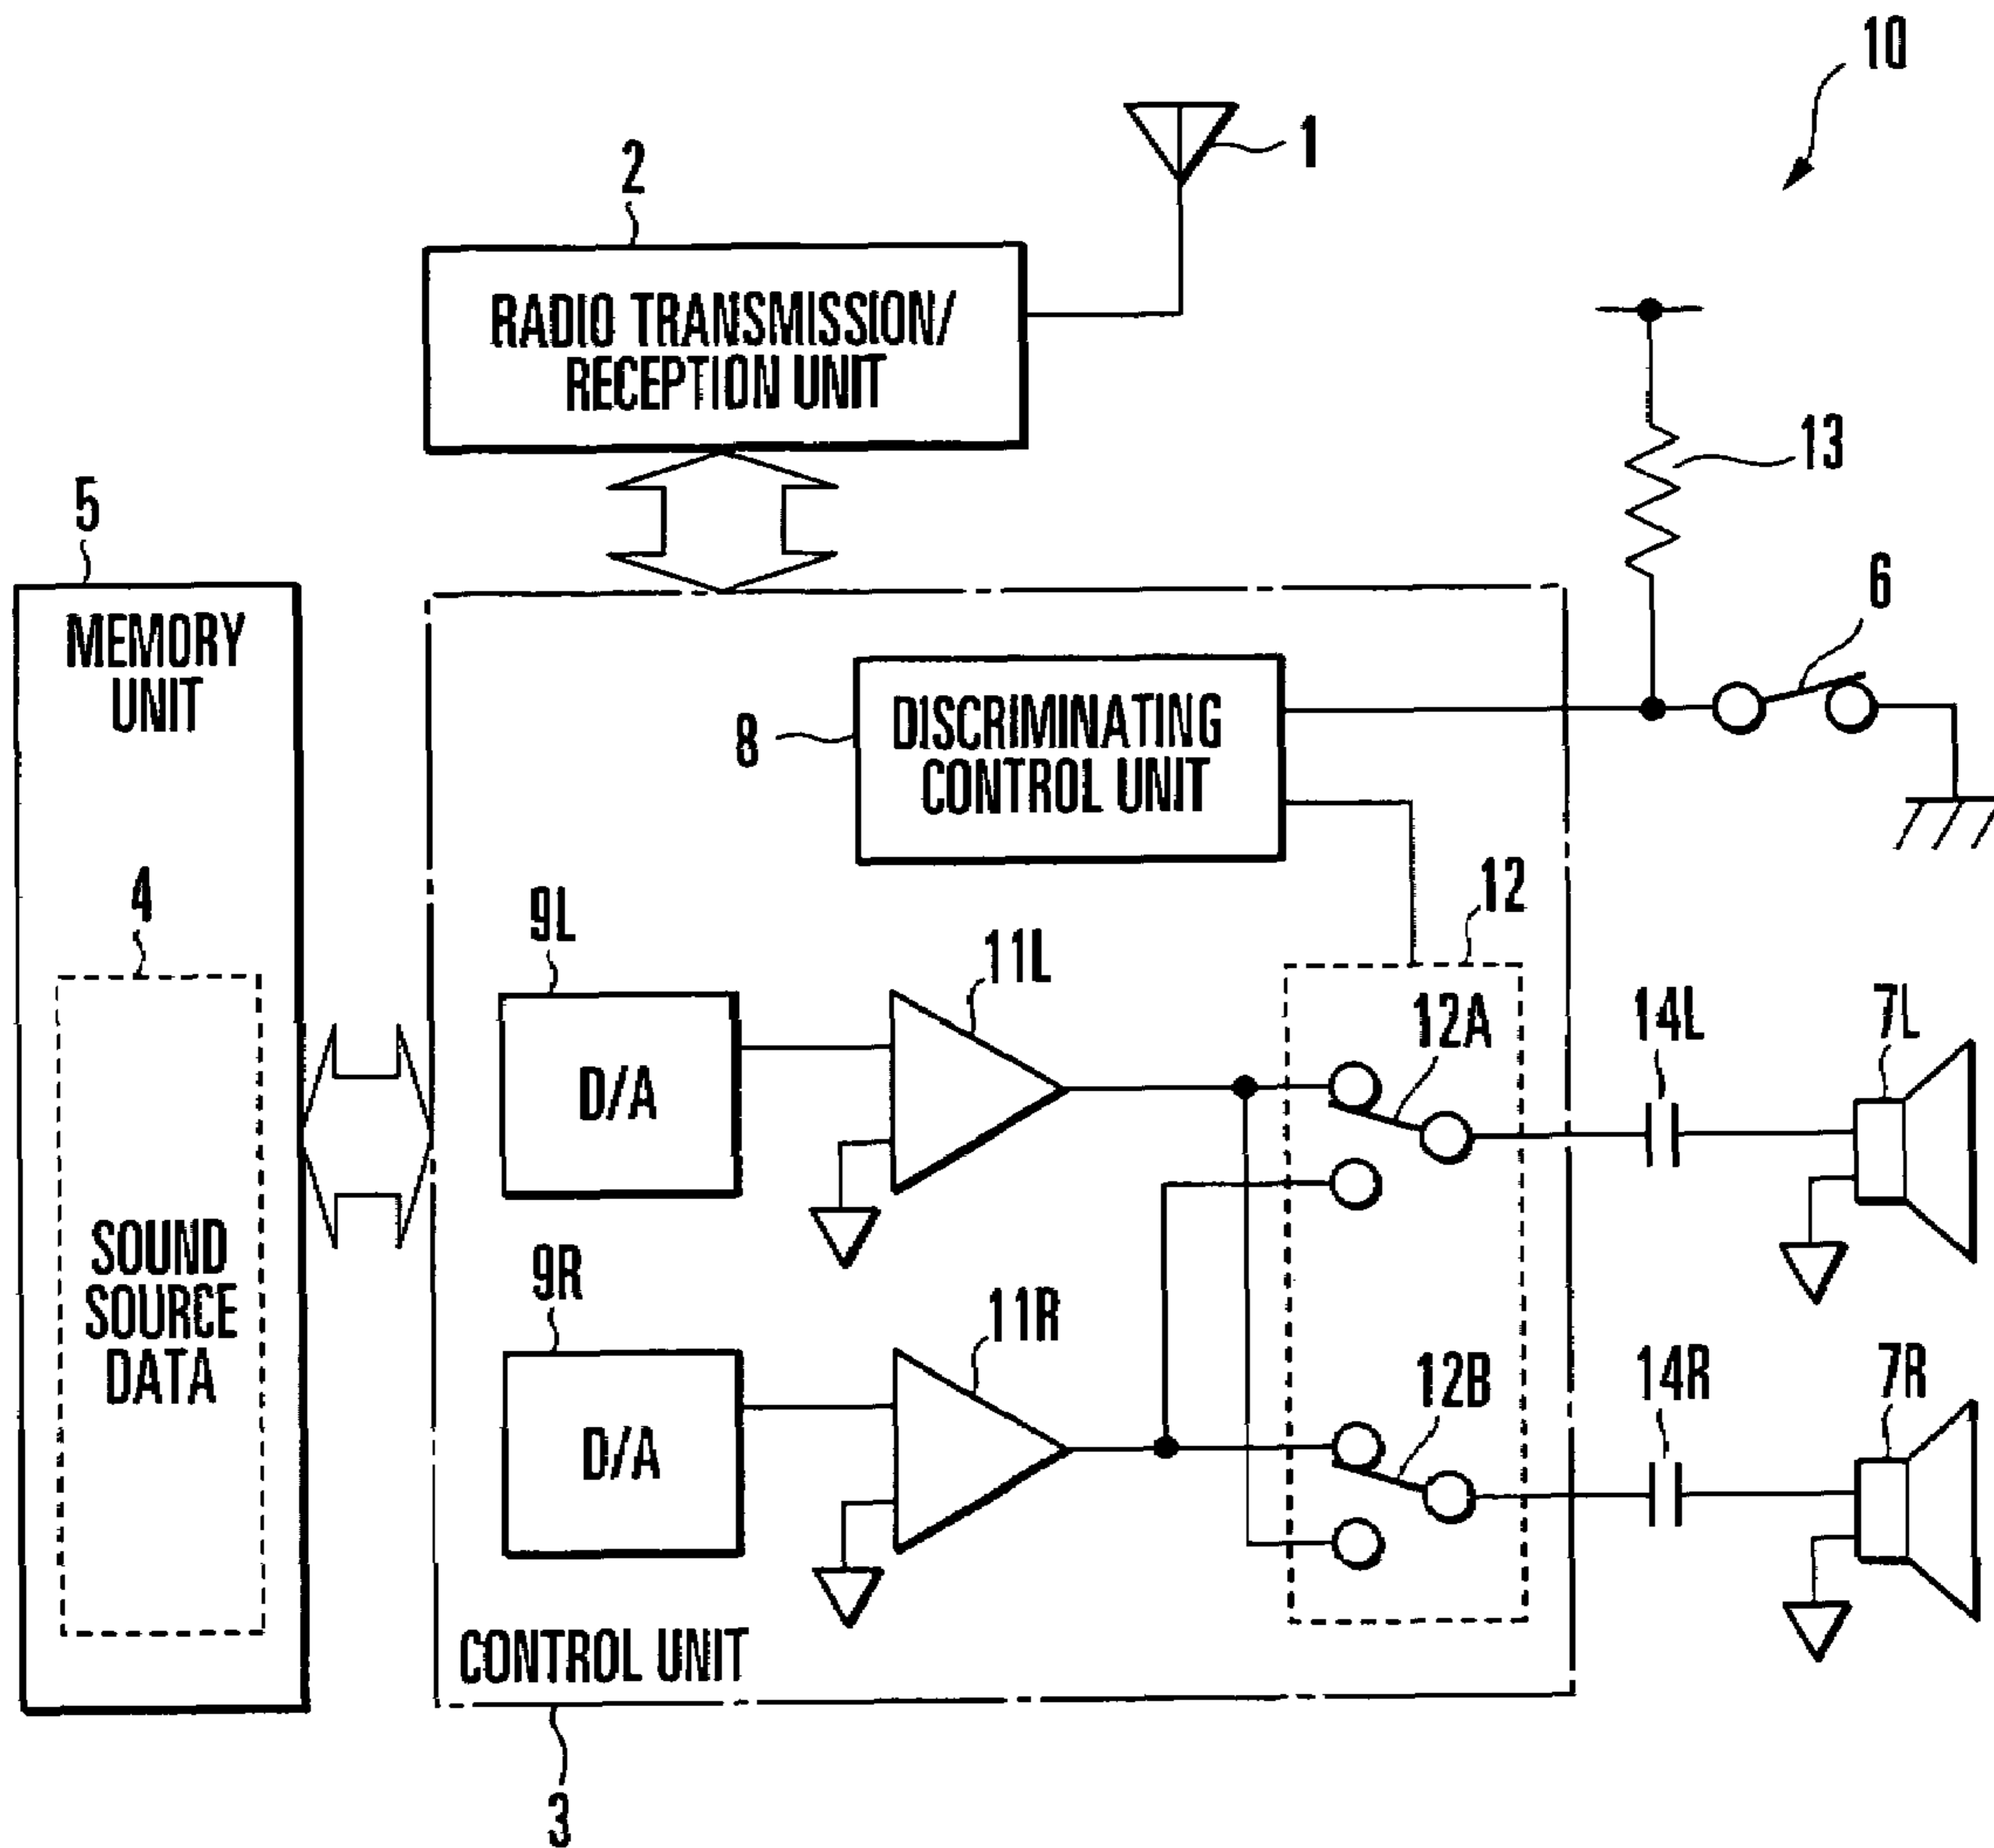 10
1
2
RADIO TRANSMISSION/
RECEPTION UNIT
13
5
6
MEMORY
UNIT
8
DISCRIMINATING
CONTROL UNIT
4
12
9L
11L
12A
14L
7L
D/A
SOUND
SOURCE
DATA
9R
11R
12B
14R
7R
D/A
CONTROL UNIT
3